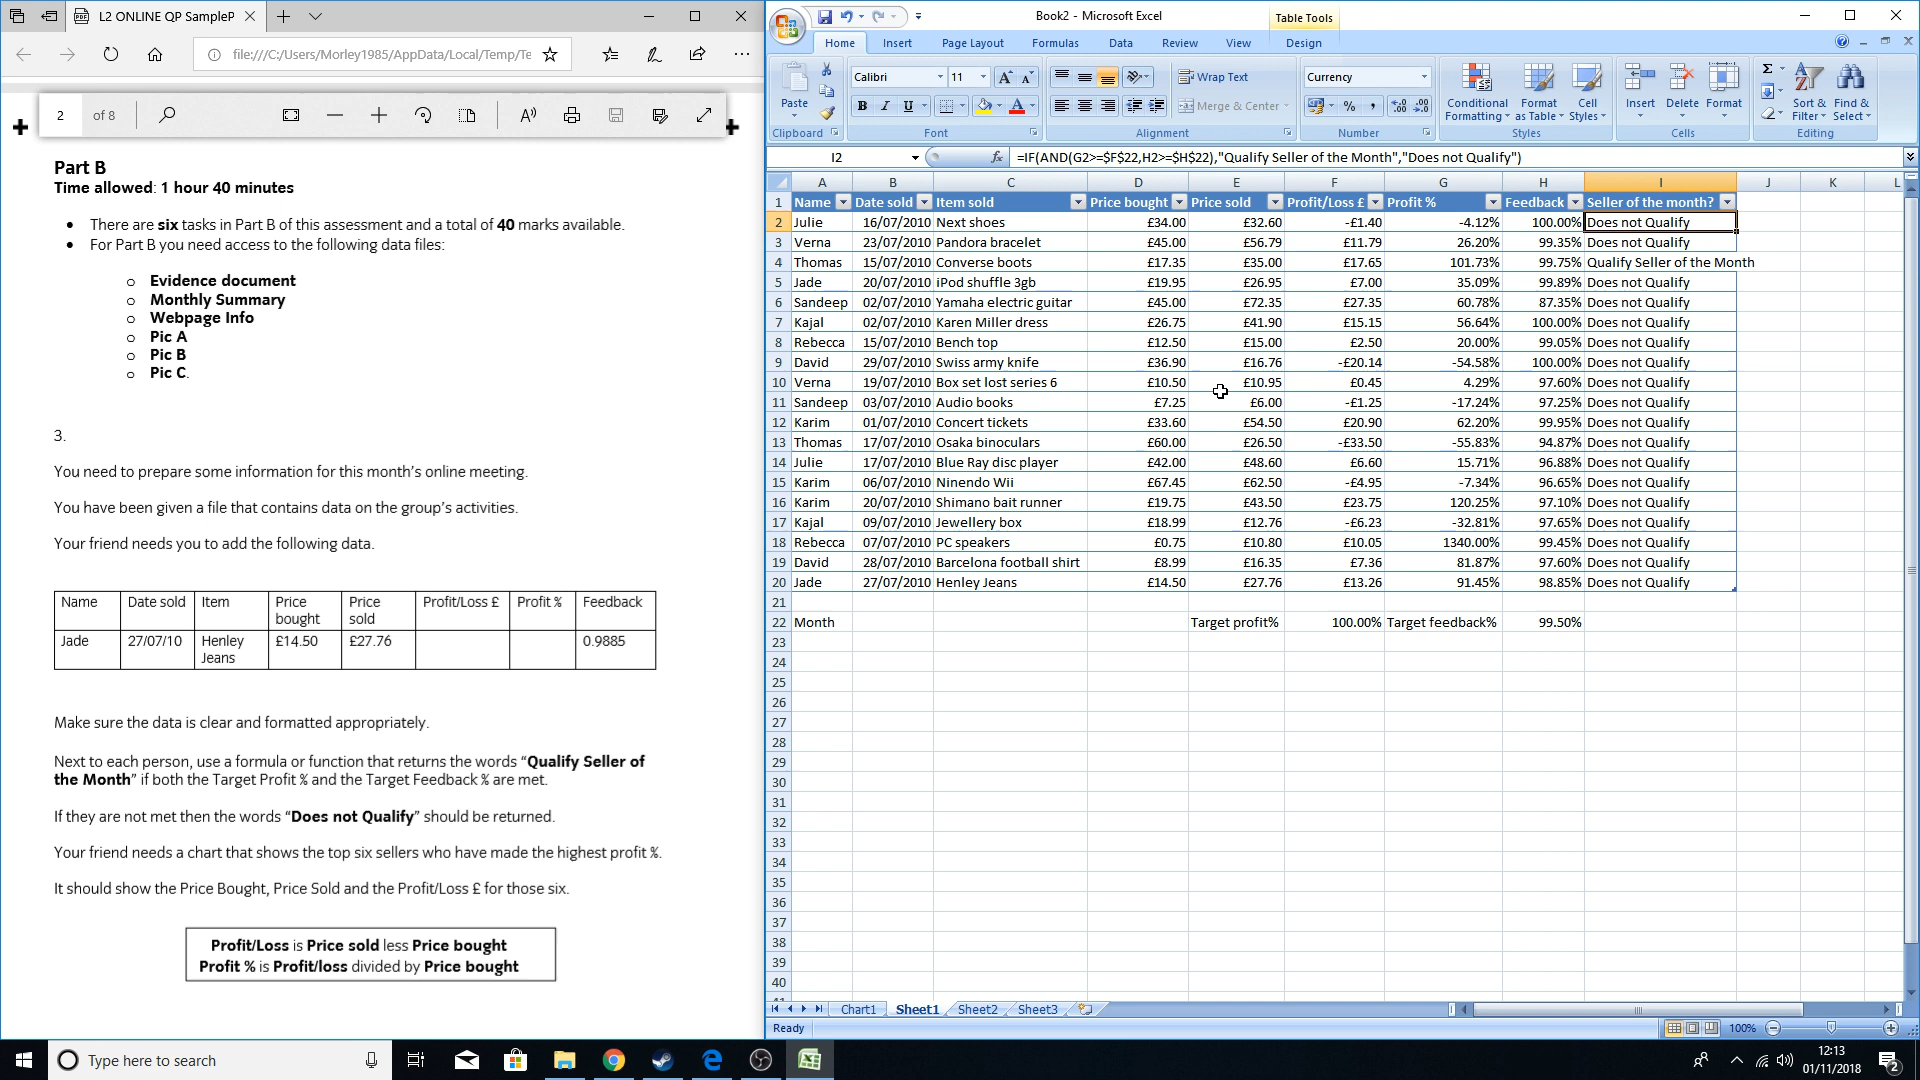 L2 ONLINE QP SampleP
file:///C:/Users/Morley1985/AppData/Local/Temp/Te
2 of 8
Part B
Time allowed: 1 hour 40 minutes
• There are six tasks in Part B of this assessment and a total of 40 marks available.
• For Part B you need access to the following data files:
o Evidence document
o Monthly Summary
o Webpage Info
o Pic A
o Pic B
o Pic C.
3.
You need to prepare some information for this month's online meeting.
You have been given a file that contains data on the group's activities.
Your friend needs you to add the following data.
Name Date sold Item Price bought Price sold Profit/Loss £ Profit % Feedback
Jade 27/07/10 Henley Jeans £14.50 £27.76 0.9885
Make sure the data is clear and formatted appropriately.
Next to each person, use a formula or function that returns the words “Qualify Seller of
the Month” if both the Target Profit % and the Target Feedback % are met.
If they are not met then the words “Does not Qualify” should be returned.
Your friend needs a chart that shows the top six sellers who have made the highest profit %.
It should show the Price Bought, Price Sold and the Profit/Loss £ for those six.
Profit/Loss is Price sold less Price bought
Profit % is Profit/loss divided by Price bought
Book2 - Microsoft Excel
Table Tools
Home Insert Page Layout Formulas Data Review View Design
Calibri 11 Wrap Text Currency
Paste B I U Merge & Center % , Conditional Formatting Format as Table Cell Styles Insert Delete Format Sort & Filter Find & Select
Clipboard Font Alignment Number Styles Cells Editing
I2 fx =IF(AND(G2>=$F$22,H2>=$H$22),"Qualify Seller of the Month","Does not Qualify")
A B C D E F G H I J K L
1 Name Date sold Item sold Price bought Price sold Profit/Loss £ Profit % Feedback Seller of the month?
2 Julie 16/07/2010 Next shoes £34.00 £32.60 -£1.40 -4.12% 100.00% Does not Qualify
3 Verna 23/07/2010 Pandora bracelet £45.00 £56.79 £11.79 26.20% 99.35% Does not Qualify
4 Thomas 15/07/2010 Converse boots £17.35 £35.00 £17.65 101.73% 99.75% Qualify Seller of the Month
5 Jade 20/07/2010 iPod shuffle 3gb £19.95 £26.95 £7.00 35.09% 99.89% Does not Qualify
6 Sandeep 02/07/2010 Yamaha electric guitar £45.00 £72.35 £27.35 60.78% 87.35% Does not Qualify
7 Kajal 02/07/2010 Karen Miller dress £26.75 £41.90 £15.15 56.64% 100.00% Does not Qualify
8 Rebecca 15/07/2010 Bench top £12.50 £15.00 £2.50 20.00% 99.05% Does not Qualify
9 David 29/07/2010 Swiss army knife £36.90 £16.76 -£20.14 -54.58% 100.00% Does not Qualify
10 Verna 19/07/2010 Box set lost series 6 £10.50 £10.95 £0.45 4.29% 97.60% Does not Qualify
11 Sandeep 03/07/2010 Audio books £7.25 £6.00 -£1.25 -17.24% 97.25% Does not Qualify
12 Karim 01/07/2010 Concert tickets £33.60 £54.50 £20.90 62.20% 99.95% Does not Qualify
13 Thomas 17/07/2010 Osaka binoculars £60.00 £26.50 -£33.50 -55.83% 94.87% Does not Qualify
14 Julie 17/07/2010 Blue Ray disc player £42.00 £48.60 £6.60 15.71% 96.88% Does not Qualify
15 Karim 06/07/2010 Ninendo Wii £67.45 £62.50 -£4.95 -7.34% 96.65% Does not Qualify
16 Karim 20/07/2010 Shimano bait runner £19.75 £43.50 £23.75 120.25% 97.10% Does not Qualify
17 Kajal 09/07/2010 Jewellery box £18.99 £12.76 -£6.23 -32.81% 97.65% Does not Qualify
18 Rebecca 07/07/2010 PC speakers £0.75 £10.80 £10.05 1340.00% 99.45% Does not Qualify
19 David 28/07/2010 Barcelona football shirt £8.99 £16.35 £7.36 81.87% 97.60% Does not Qualify
20 Jade 27/07/2010 Henley Jeans £14.50 £27.76 £13.26 91.45% 98.85% Does not Qualify
21
22 Month Target profit% 100.00% Target feedback% 99.50%
23
24
25
26
27
28
29
30
31
32
33
34
35
36
37
38
39
40
Chart1 Sheet1 Sheet2 Sheet3
Ready 100%
Type here to search
12:13
01/11/2018
2